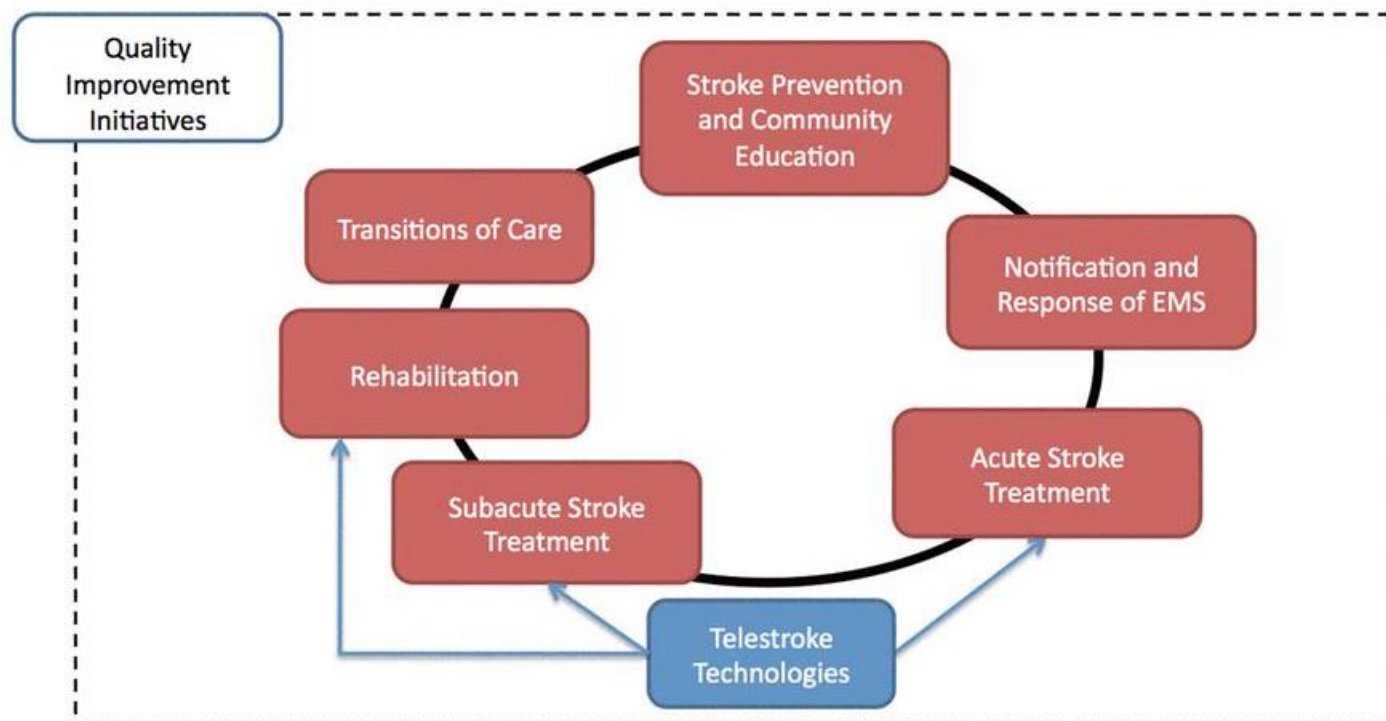 Quality
Improvement
Initiatives
Stroke Prevention
and Community
Education
Transitions of Care
Notification and
Response of EMS
Rehabilitation
Acute Stroke
Treatment
Subacute Stroke
Treatment
Telestroke
Technologies